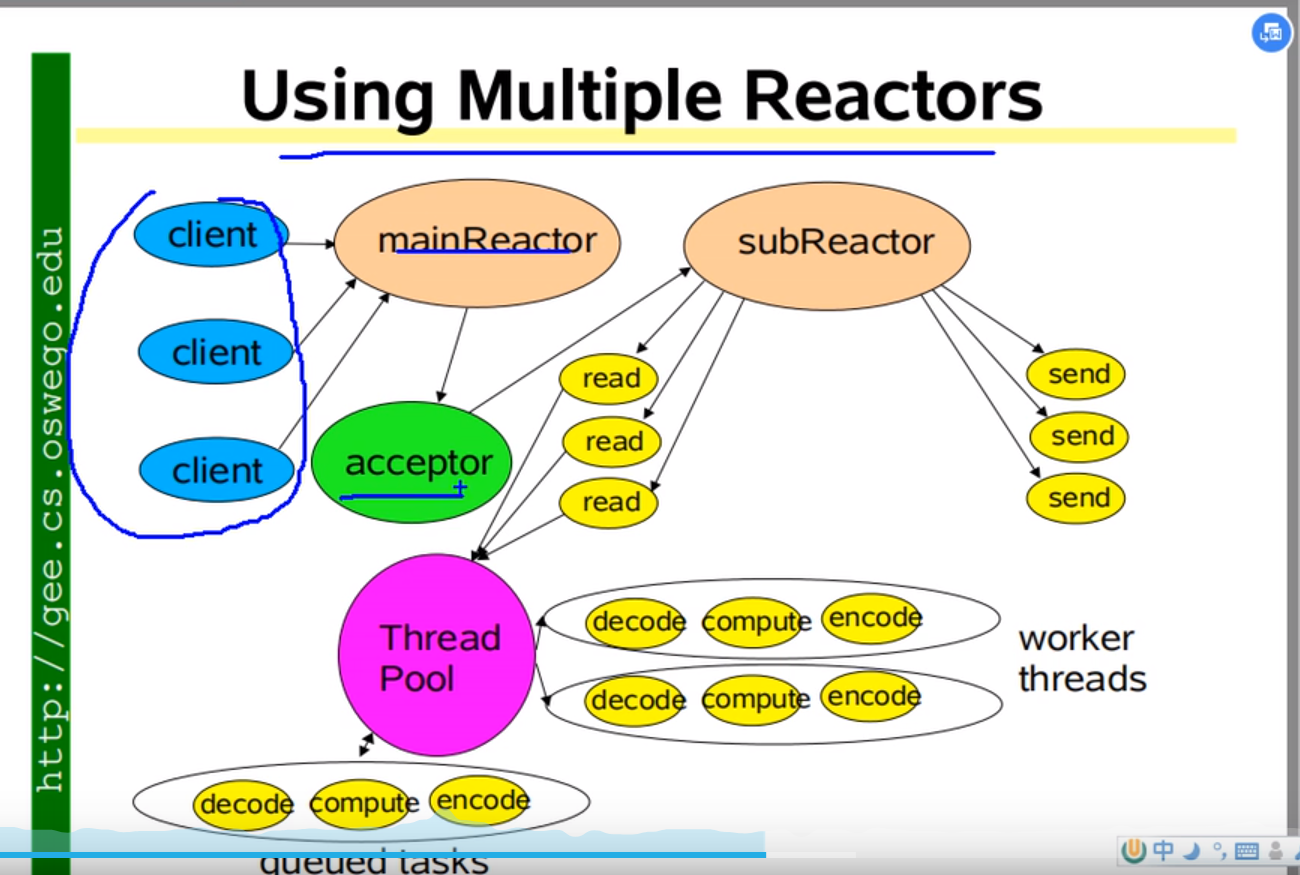 Using Multiple Reactors
http://gee.cs.oswego.edu
client
mainReactor
subReactor
client
client
acceptor
read
read
read
send
send
send
Thread
Pool
decode compute encode
decode compute encode
worker
threads
decode compute encode
queued tasks
中